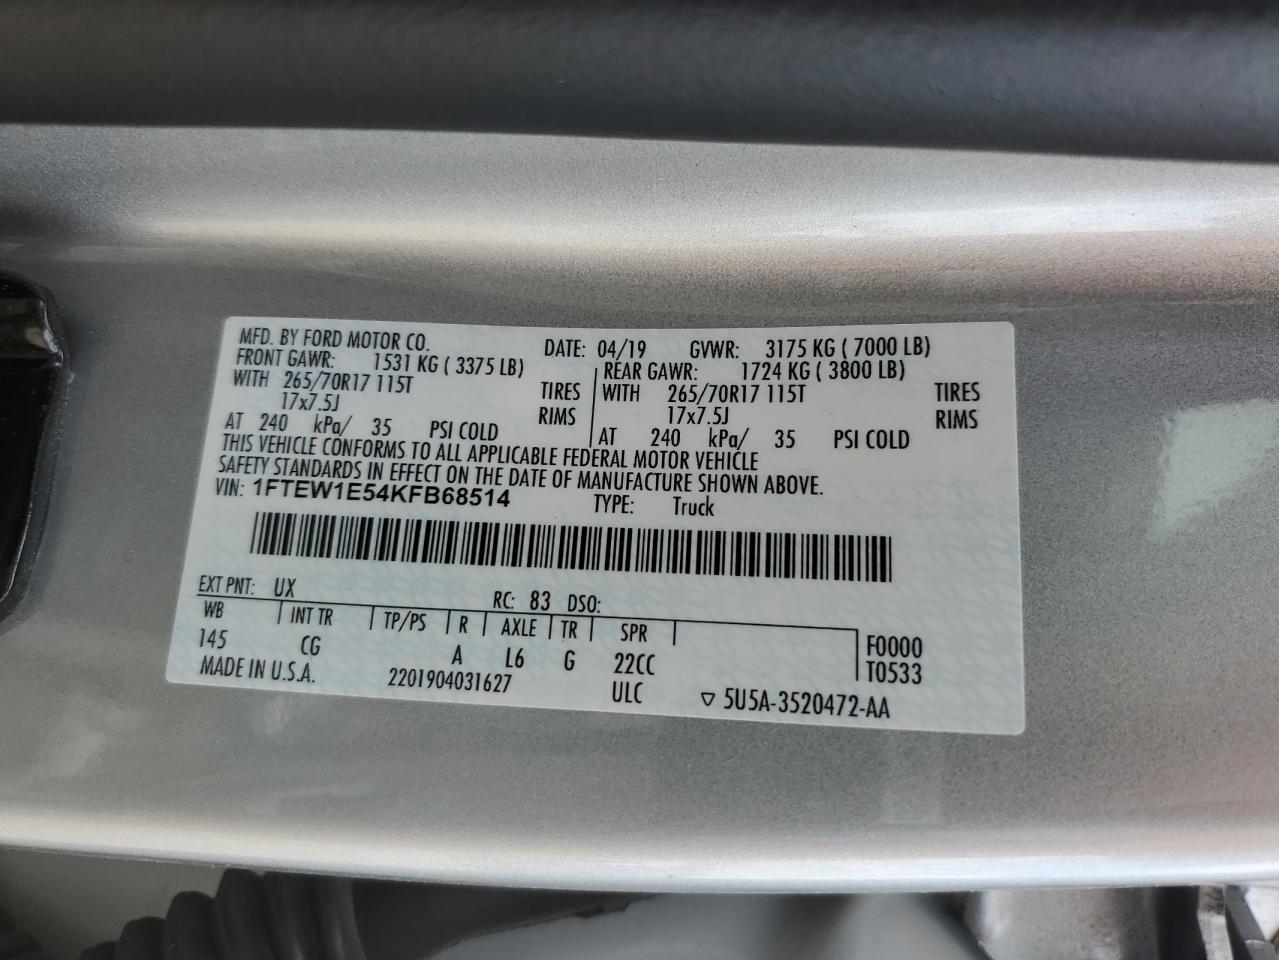 MFD. BY FORD MOTOR CO. DATE: 04/19 GVWR: 3175 KG ( 7000 LB)
FRONT GAWR: 1531 KG ( 3375 LB) REAR GAWR: 1724 KG ( 3800 LB)
WITH 265/70R17 115T TIRES WITH 265/70R17 115T TIRES
17x7.5J RIMS 17x7.5J RIMS
AT 240 kPa/ 35 PSI COLD AT 240 kPa/ 35 PSI COLD
THIS VEHICLE CONFORMS TO ALL APPLICABLE FEDERAL MOTOR VEHICLE
SAFETY STANDARDS IN EFFECT ON THE DATE OF MANUFACTURE SHOWN ABOVE.
VIN: 1FTEW1E54KFB68514 TYPE: Truck
EXT PNT: UX RC: 83 DSO:
WB INT TR TP/PS R AXLE TR SPR F0000
145 CG A L6 G 22CC T0533
MADE IN U.S.A. 2201904031627 ULC ▽ 5U5A-3520472-AA